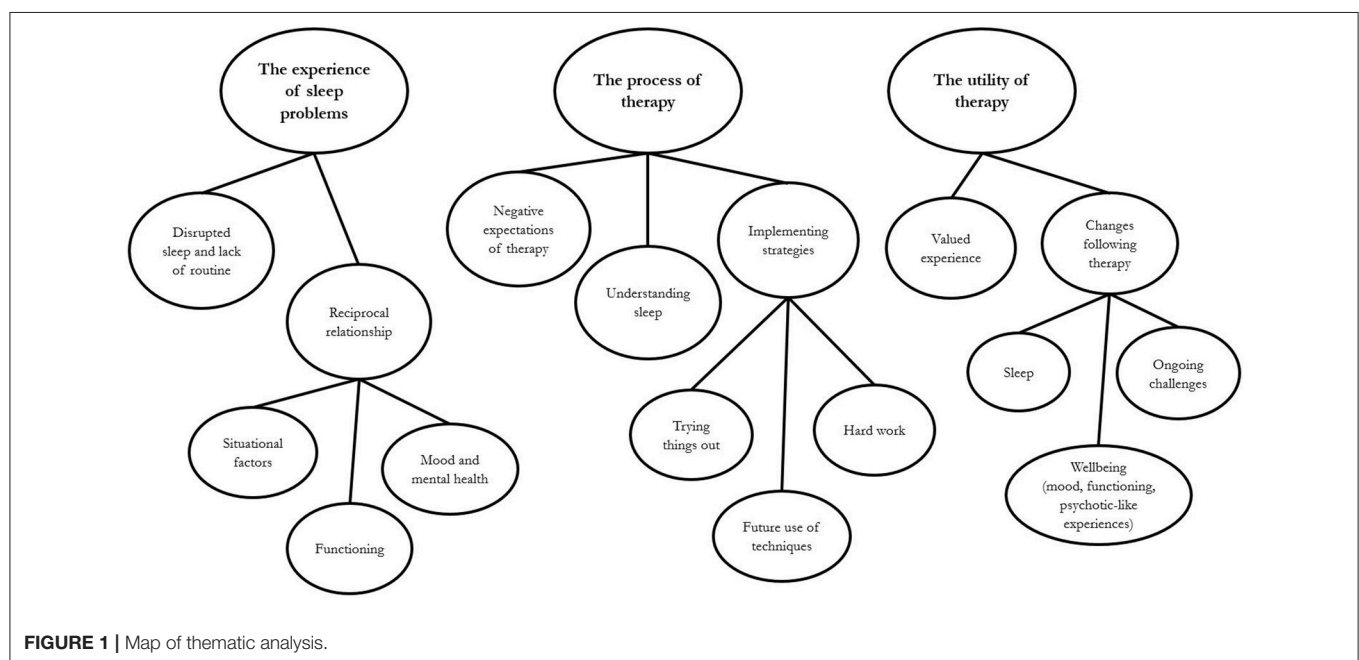 The experience
of sleep
problems
Disrupted
sleep and lack
of routine
Reciprocal
relationship
Situational
factors
Functioning
Mood and
mental health
The process of
therapy
Negative
expectations
of therapy
Understanding
sleep
Implementing
strategies
Trying
things out
Future use of
techniques
Hard work
The utility of
therapy
Valued
experience
Changes
following
therapy
Sleep
Wellbeing
(mood, functioning,
psychotic-like
experiences)
Ongoing
challenges
FIGURE 1 | Map of thematic analysis.